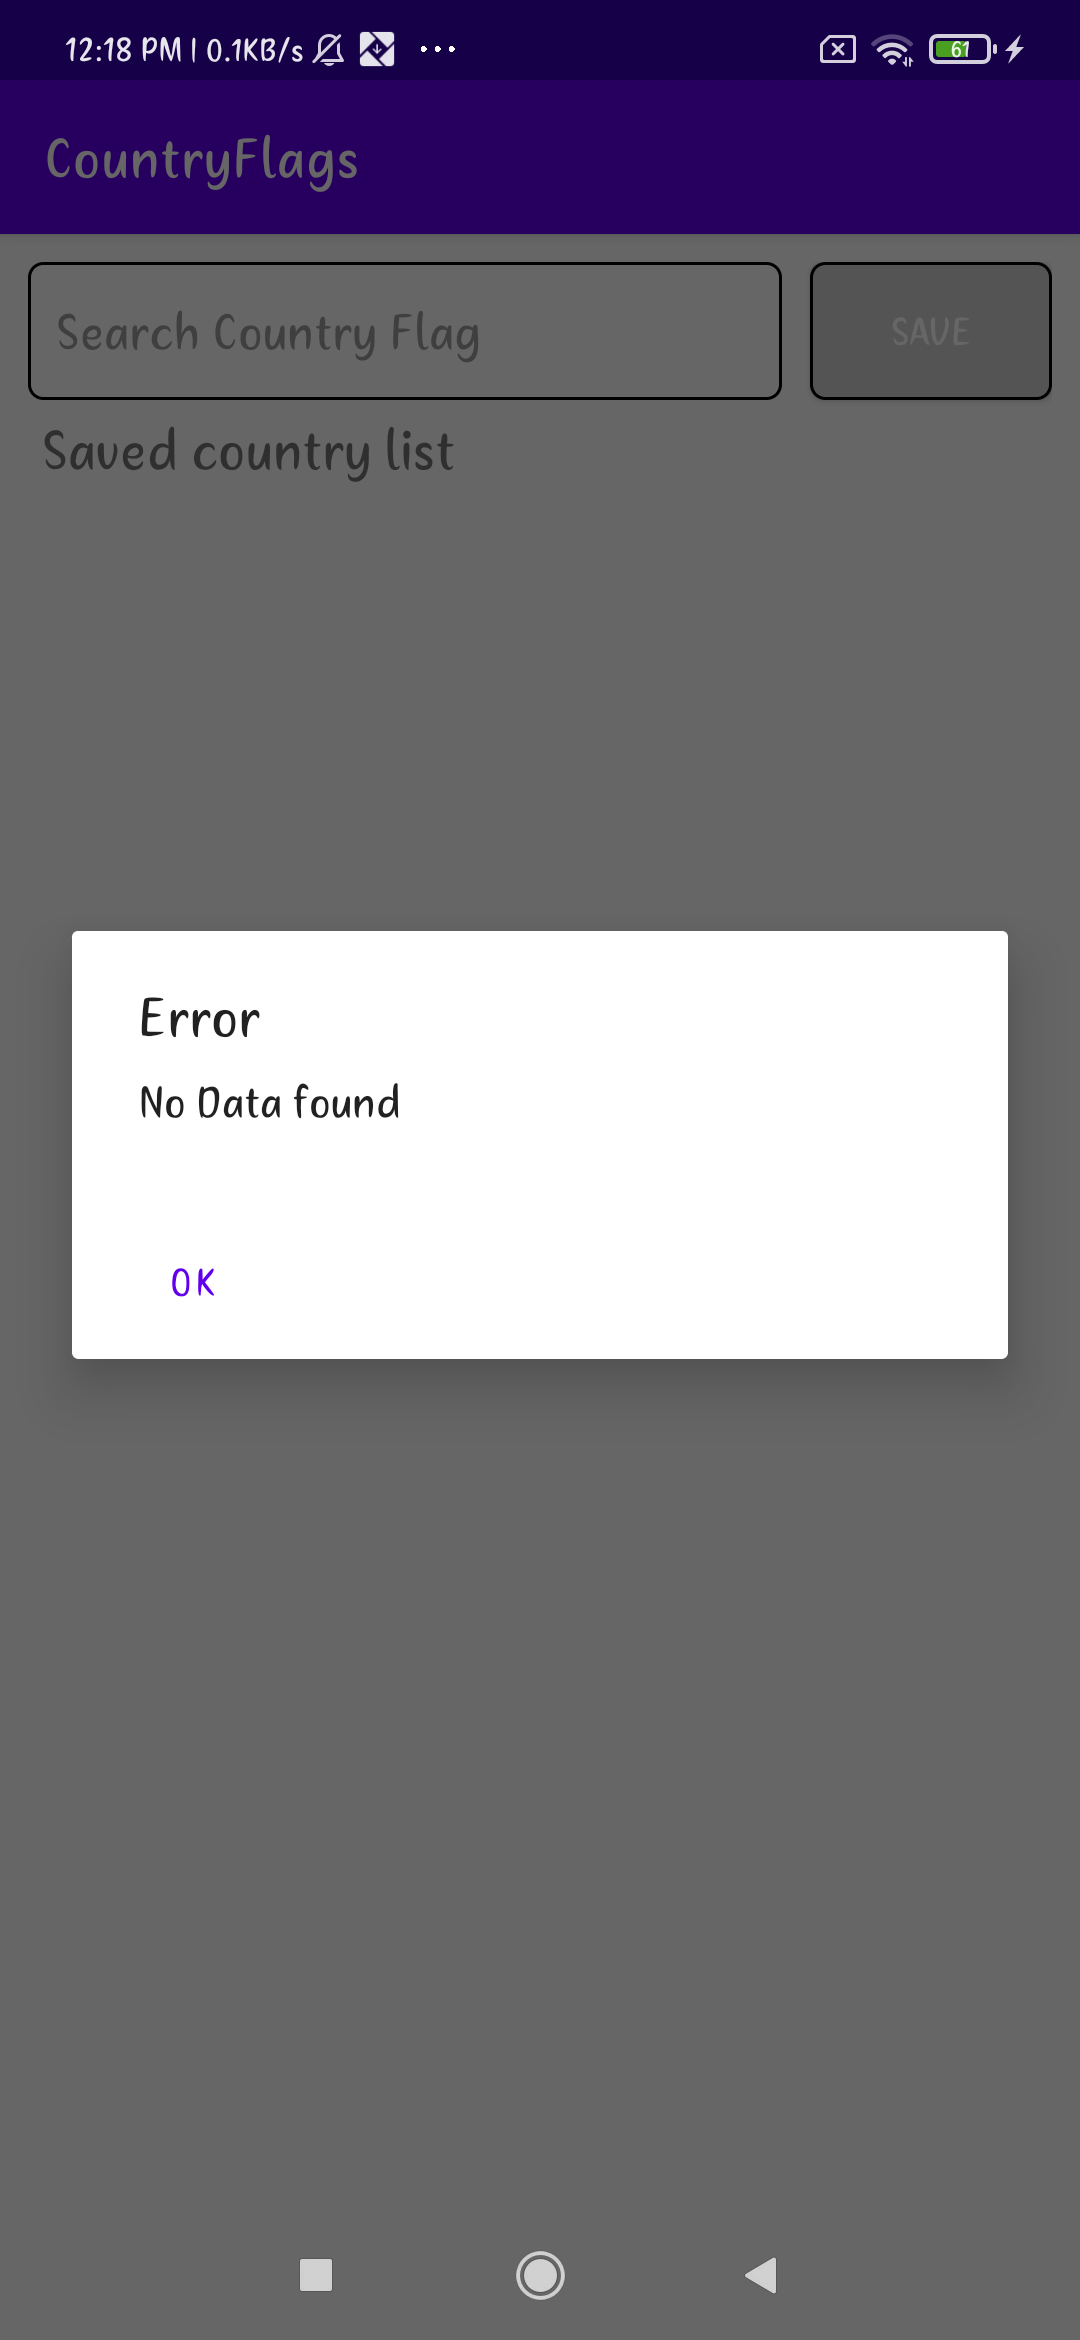 12:18 PM | 0.1KB/s ... 61
CountryFlags
Search Country Flag
SAVE
Saved country list
Error
No Data found
OK